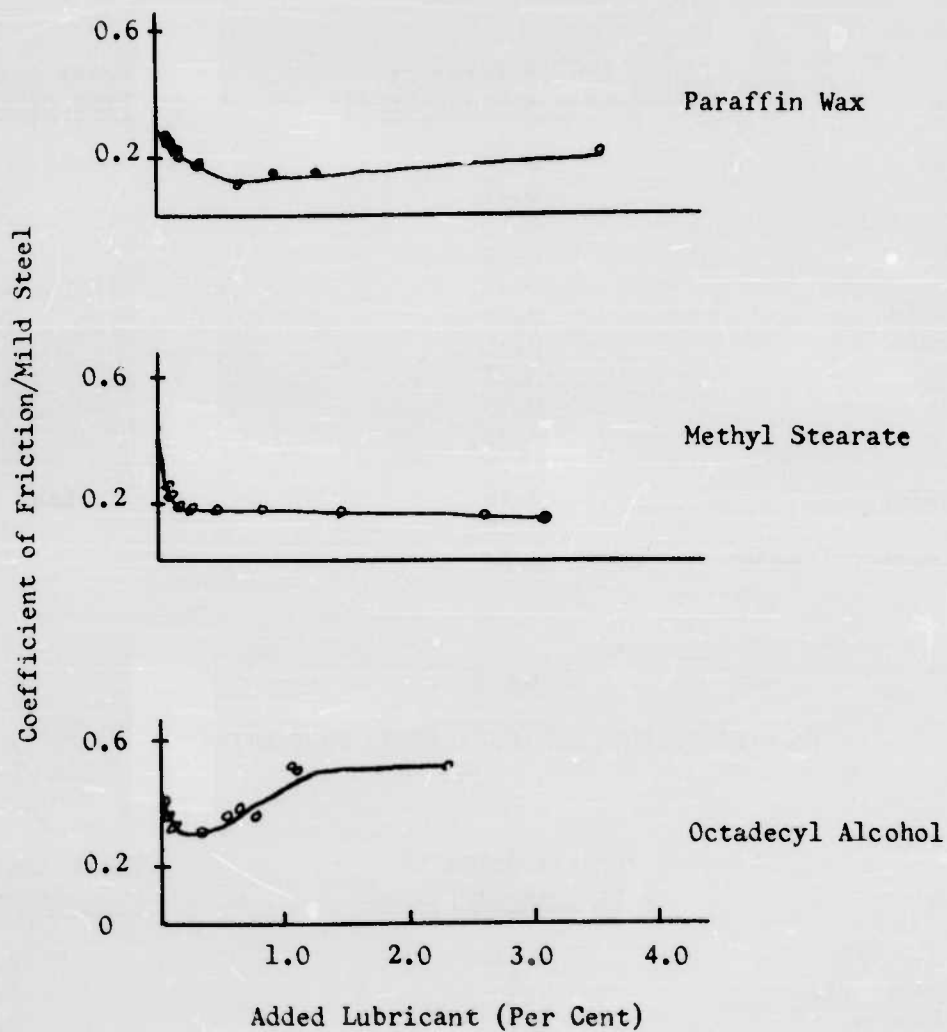 0.6
Paraffin Wax
0.2
Coefficient of Friction/Mild Steel
0.6
Methyl Stearate
0.2
0.6
Octadecyl Alcohol
0.2
0
1.0 2.0 3.0 4.0
Added Lubricant (Per Cent)